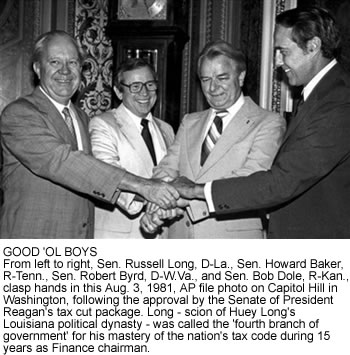 GOOD 'OL BOYS
From left to right, Sen. Russell Long, D-La., Sen. Howard Baker,
R-Tenn., Sen. Robert Byrd, D-W.Va., and Sen. Bob Dole, R-Kan.,
clasp hands in this Aug. 3, 1981, AP file photo on Capitol Hill in
Washington, following the approval by the Senate of President
Reagan's tax cut package. Long - scion of Huey Long's
Louisiana political dynasty - was called the 'fourth branch of
government' for his mastery of the nation's tax code during 15
years as Finance chairman.